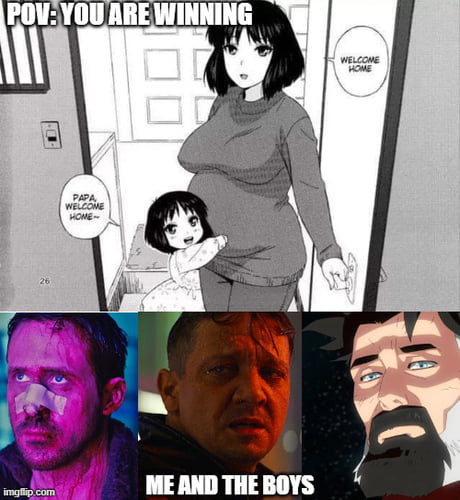 POV: YOU ARE WINNING
WELCOME
HOME
PAPA,
WELCOME
HOME~
26
ME AND THE BOYS
imgflip.com